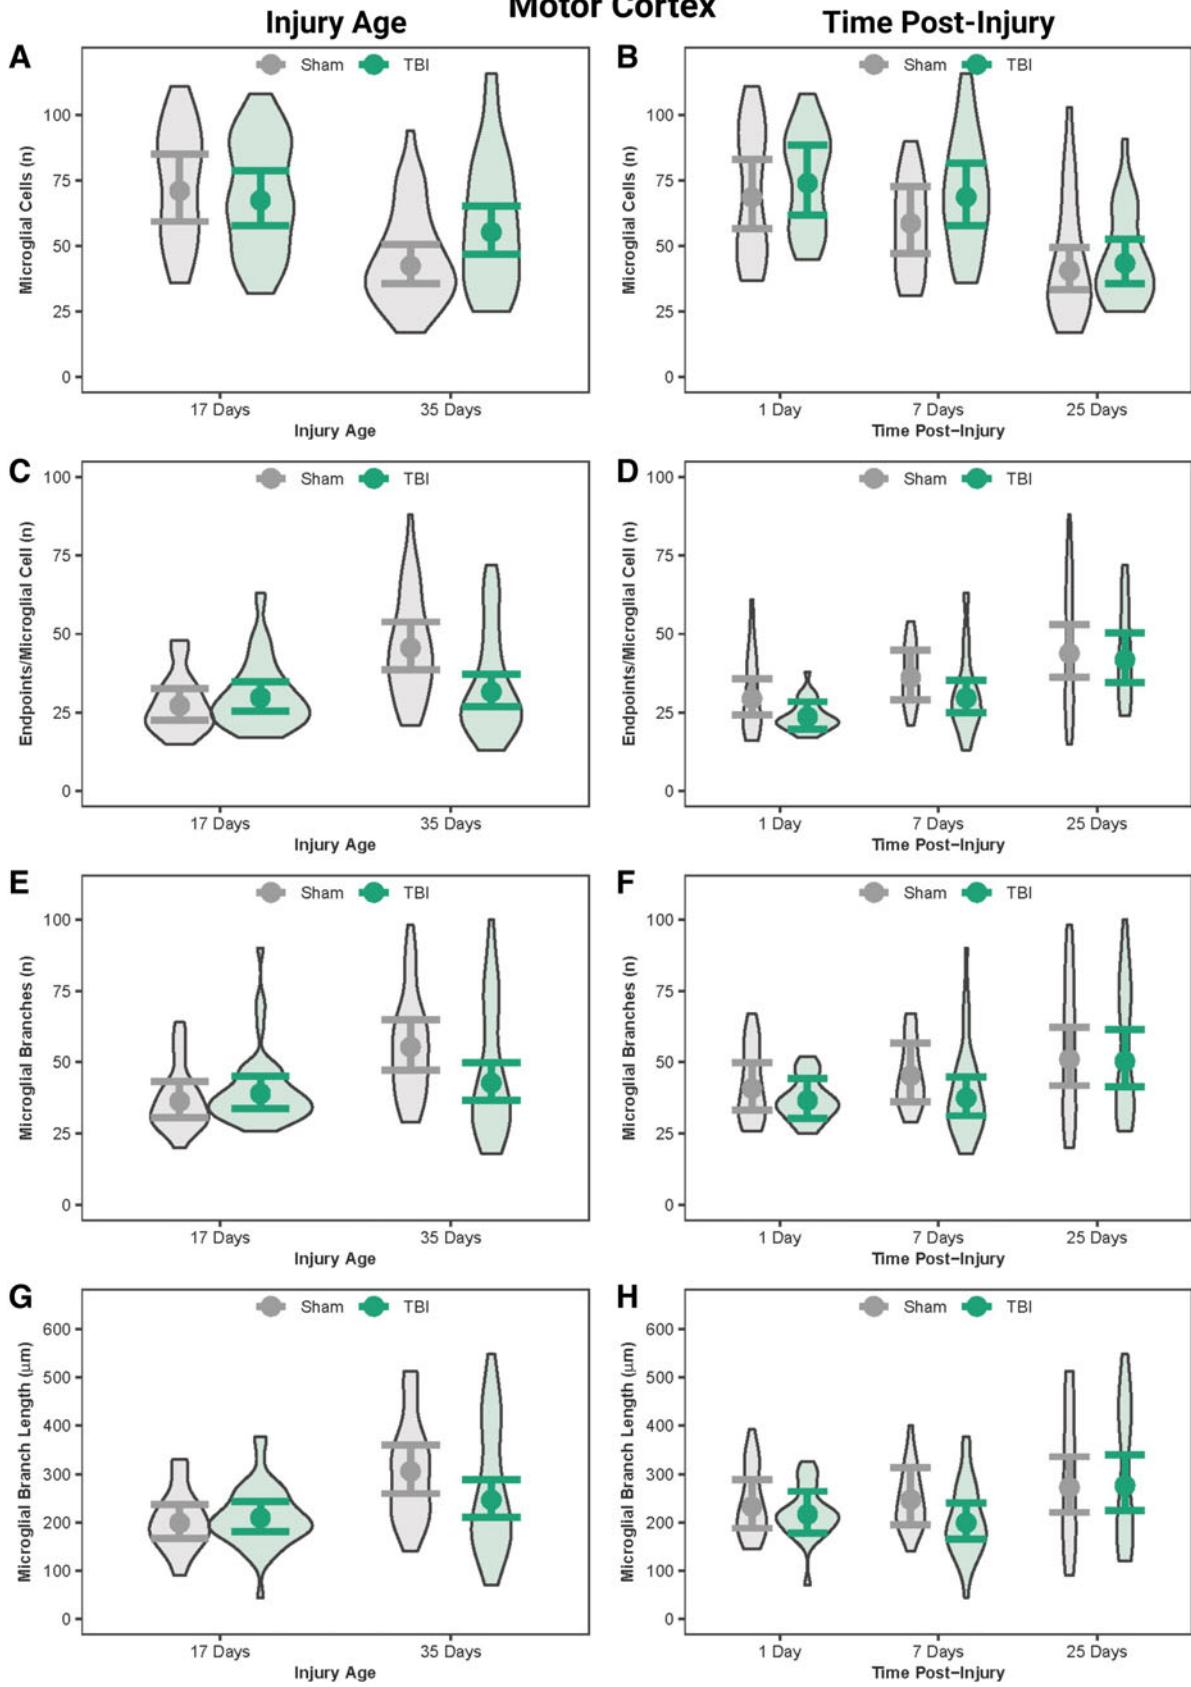 Motor Cortex
Injury Age
Time Post-Injury
A
Sham
TBI
Microglial Cells (n)
100
75
50
25
0
17 Days
35 Days
Injury Age
B
Sham
TBI
Microglial Cells (n)
100
75
50
25
0
1 Day
7 Days
25 Days
Time Post−Injury
C
Sham
TBI
Endpoints/Microglial Cell (n)
100
75
50
25
0
17 Days
35 Days
Injury Age
D
Sham
TBI
Endpoints/Microglial Cell (n)
100
75
50
25
0
1 Day
7 Days
25 Days
Time Post−Injury
E
Sham
TBI
Microglial Branches (n)
100
75
50
25
0
17 Days
35 Days
Injury Age
F
Sham
TBI
Microglial Branches (n)
100
75
50
25
0
1 Day
7 Days
25 Days
Time Post−Injury
G
Sham
TBI
Microglial Branch Length (μm)
600
500
400
300
200
100
0
17 Days
35 Days
Injury Age
H
Sham
TBI
Microglial Branch Length (μm)
600
500
400
300
200
100
0
1 Day
7 Days
25 Days
Time Post−Injury